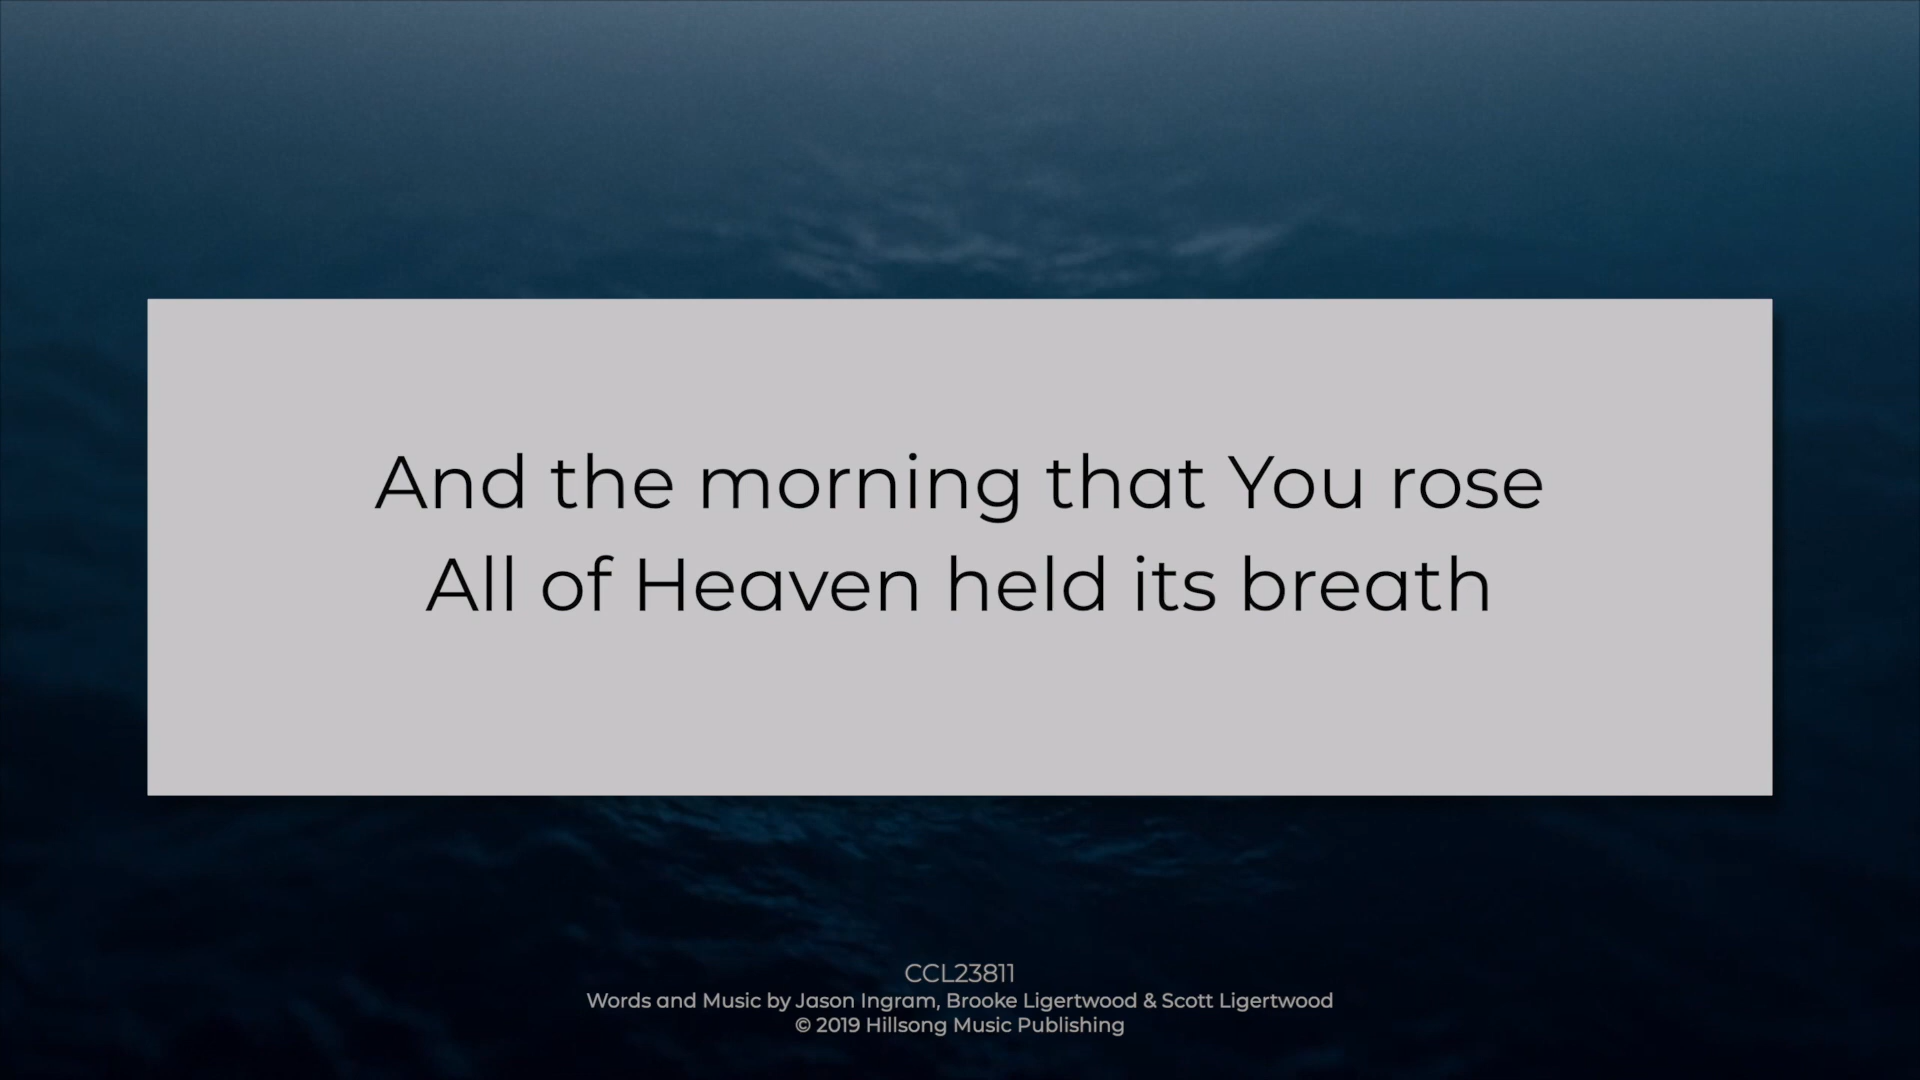 And the morning that You rose
All of Heaven held its breath
CCL23811
Words and Music by Jason Ingram, Brooke Ligertwood & Scott Ligertwood
© 2019 Hillsong Music Publishing